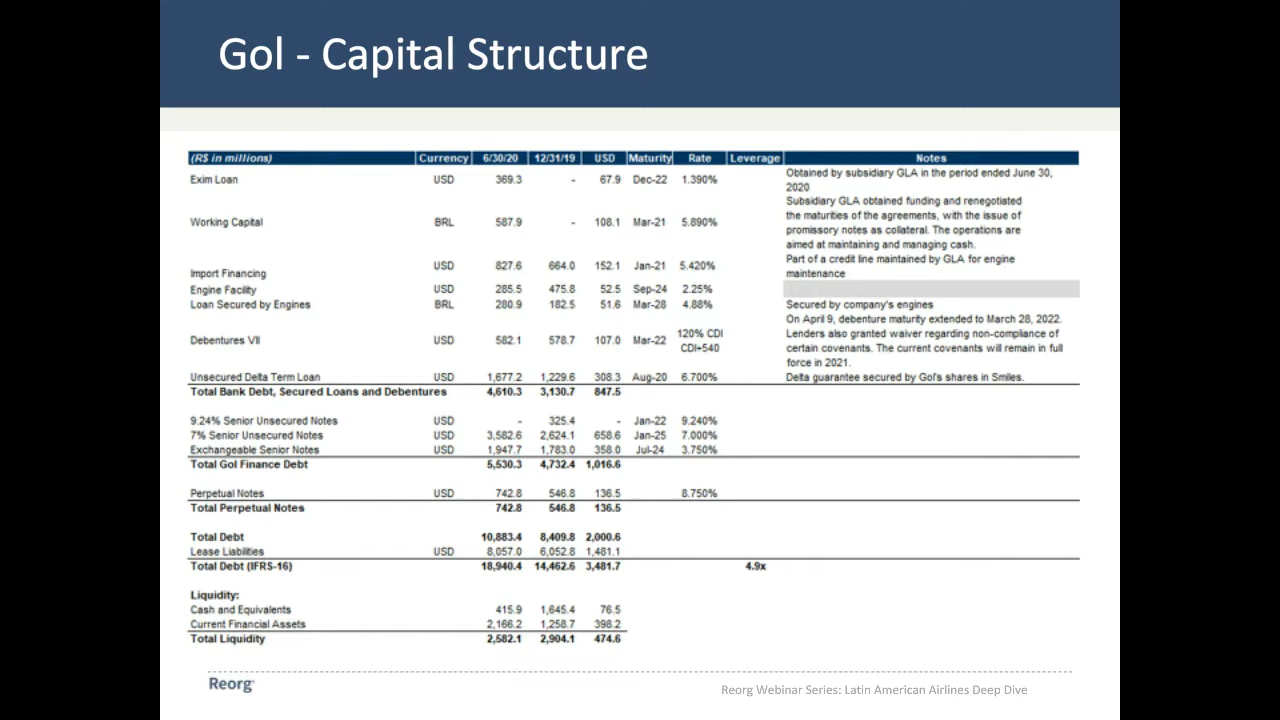 Gol - Capital Structure
(R$ in millions) Currency 6/30/20 12/31/19 USD Maturity Rate Leverage Notes
Exim Loan USD 369.3 - 67.9 Dec-22 1.390% Obtained by subsidiary GLA in the period ended June 30,
2020
Subsidiary GLA obtained funding and renegotiated
the maturities of the agreements, with the issue of
Working Capital BRL 587.9 - 108.1 Mar-21 5.890%
promissory notes as collateral. The operations are
aimed at maintaining and managing cash.
Part of a credit line maintained by GLA for engine
Import Financing USD 827.6 664.0 152.1 Jan-21 5.420%
maintenance
Engine Facility USD 285.5 475.8 52.5 Sep-24 2.25%
Loan Secured by Engines BRL 280.9 182.5 51.6 Mar-28 4.88% Secured by company's engines
On April 9, debenture maturity extended to March 28, 2022.
Debentures VII USD 582.1 578.7 107.0 Mar-22 120% CDI
CDI+540
Lenders also granted waiver regarding non-compliance of
certain covenants. The current covenants will remain in full
force in 2021.
Unsecured Delta Term Loan USD 1,677.2 1,229.6 308.3 Aug-20 6.700% Delta guarantee secured by Gol's shares in Smiles.
Total Bank Debt, Secured Loans and Debentures 4,610.3 3,130.7 847.5
9.24% Senior Unsecured Notes USD - 325.4 - Jan-22 9.240%
7% Senior Unsecured Notes USD 3,582.6 2,624.1 658.6 Jan-25 7.000%
Exchangeable Senior Notes USD 1,947.7 1,783.0 358.0 Jul-24 3.750%
Total Gol Finance Debt 5,530.3 4,732.4 1,016.6
Perpetual Notes USD 742.8 546.8 136.5 8.750%
Total Perpetual Notes 742.8 546.8 136.5
Total Debt 10,883.4 8,409.8 2,000.6
Lease Liabilities USD 8,057.0 6,052.8 1,481.1
Total Debt (IFRS-16) 18,940.4 14,462.6 3,481.7 4.9x
Liquidity:
Cash and Equivalents 415.9 1,645.4 76.5
Current Financial Assets 2,166.2 1,258.7 398.2
Total Liquidity 2,582.1 2,904.1 474.6
Reorg
Reorg Webinar Series: Latin American Airlines Deep Dive